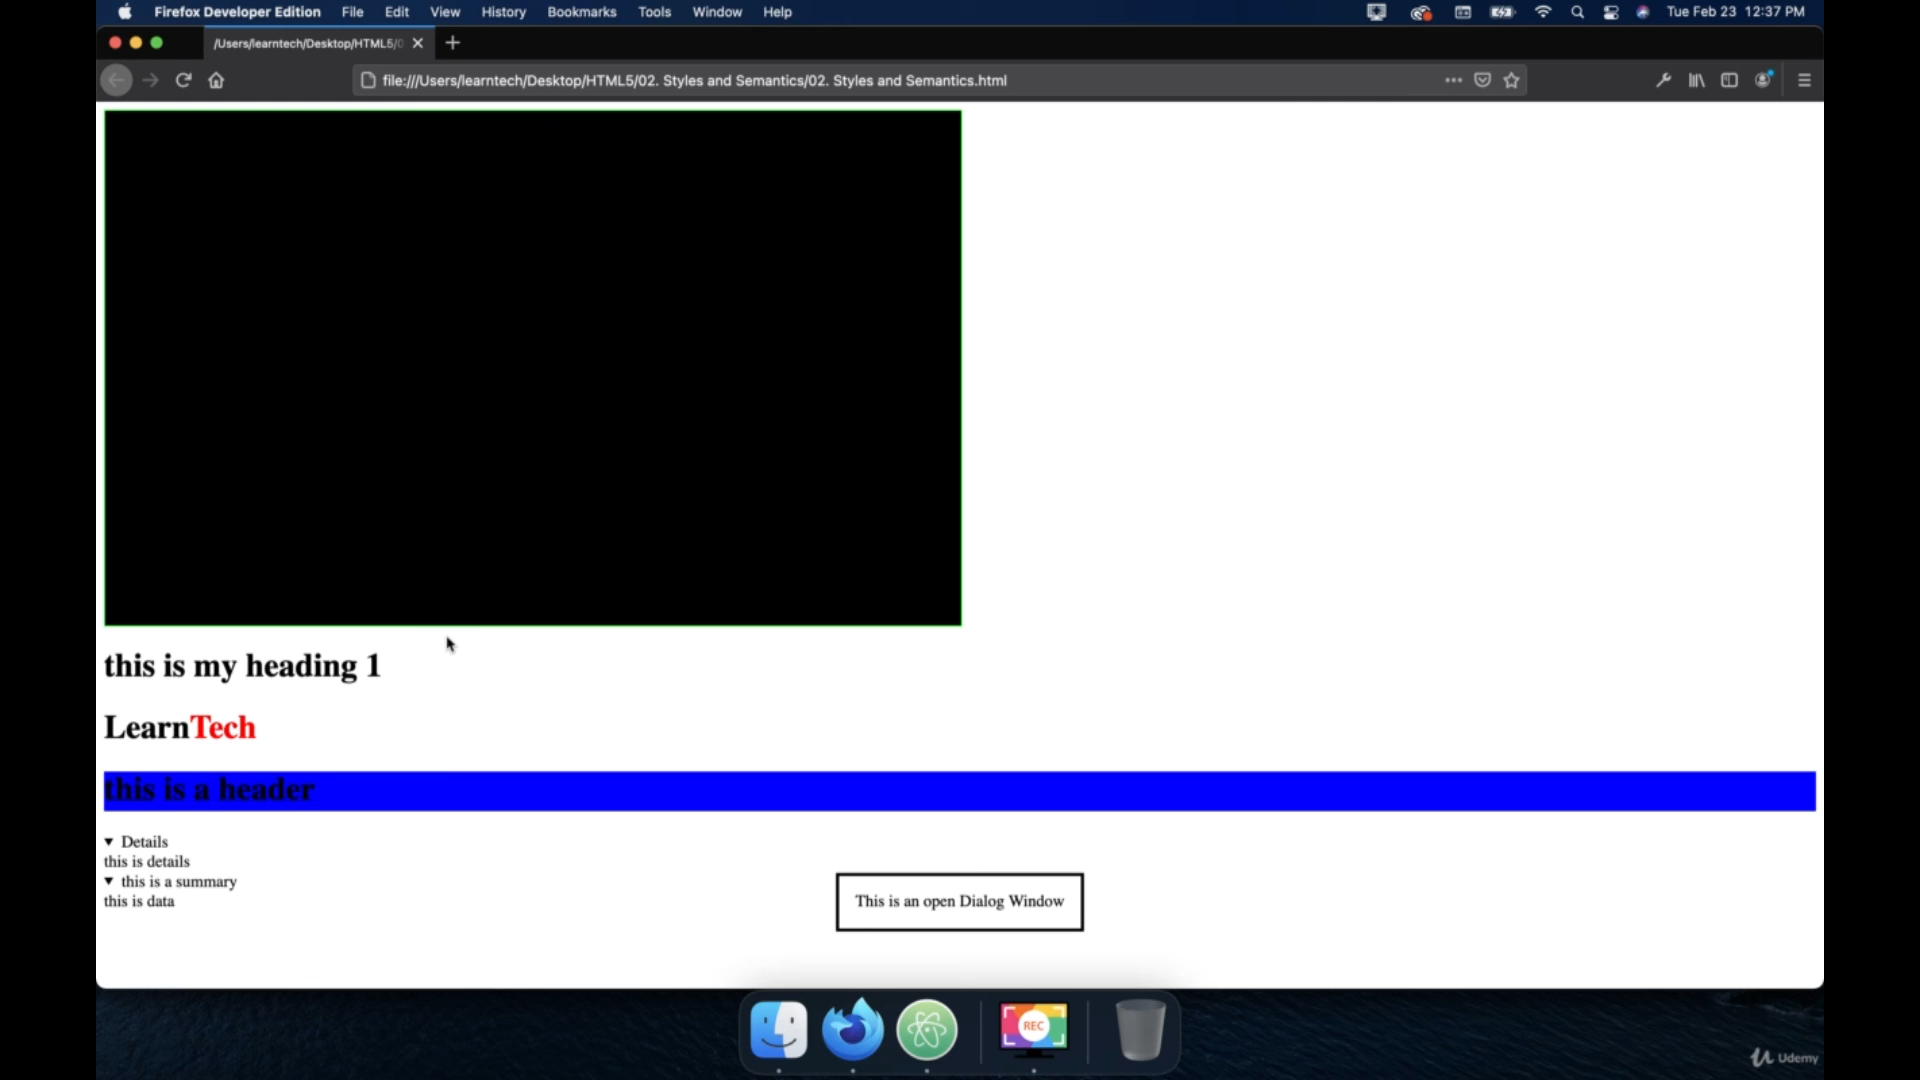 Firefox Developer Edition File Edit View History Bookmarks Tools Window Help Tue Feb 23 12:37 PM
/Users/learntech/Desktop/HTML5/0
file:///Users/learntech/Desktop/HTML5/02. Styles and Semantics/02. Styles and Semantics.html
this is my heading 1
LearnTech
this is a header
Details
this is details
this is a summary
this is data
This is an open Dialog Window
REC
Udemy